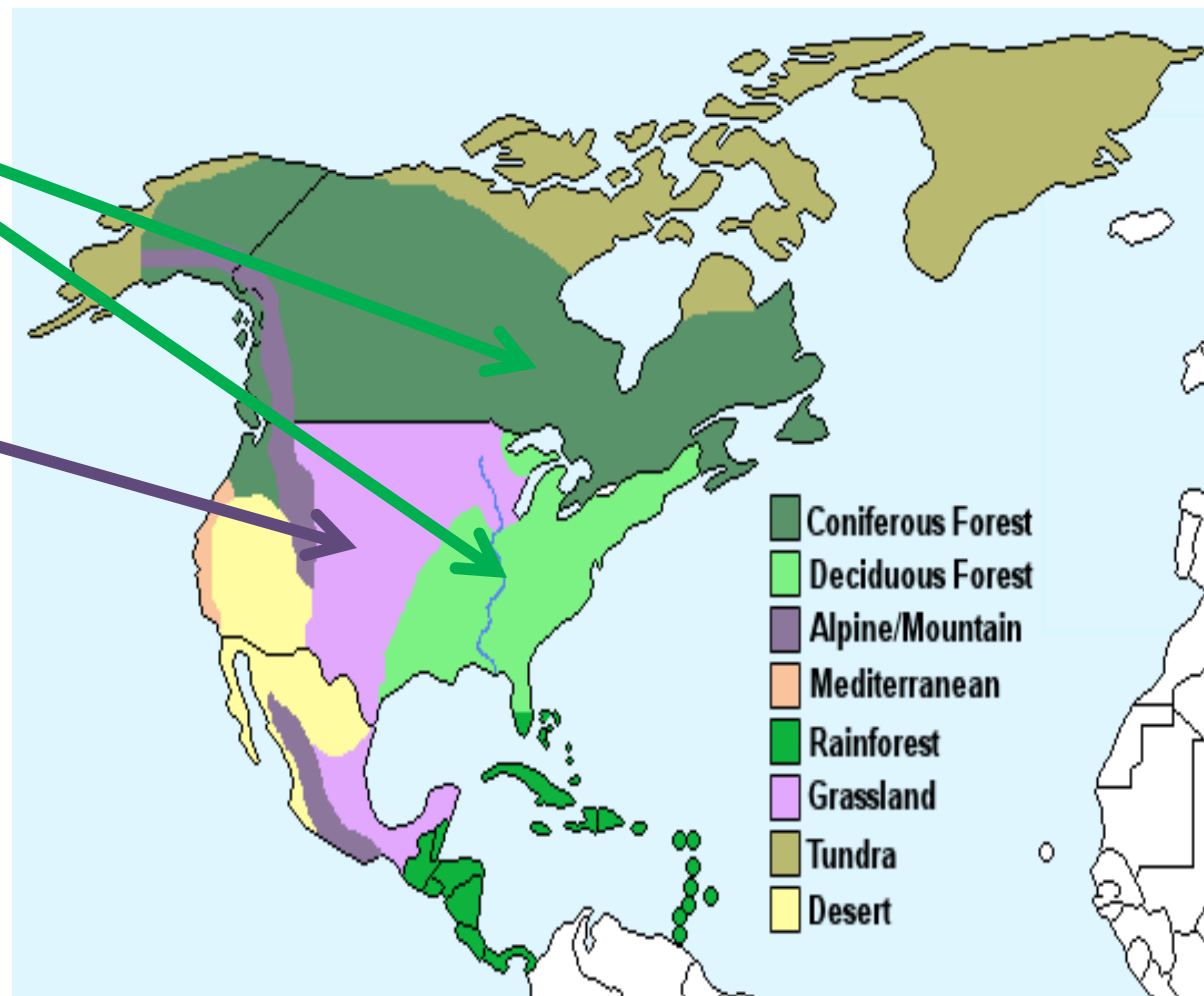 Coniferous Forest
Deciduous Forest
Alpine/Mountain
Mediterranean
Rainforest
Grassland
Tundra
Desert